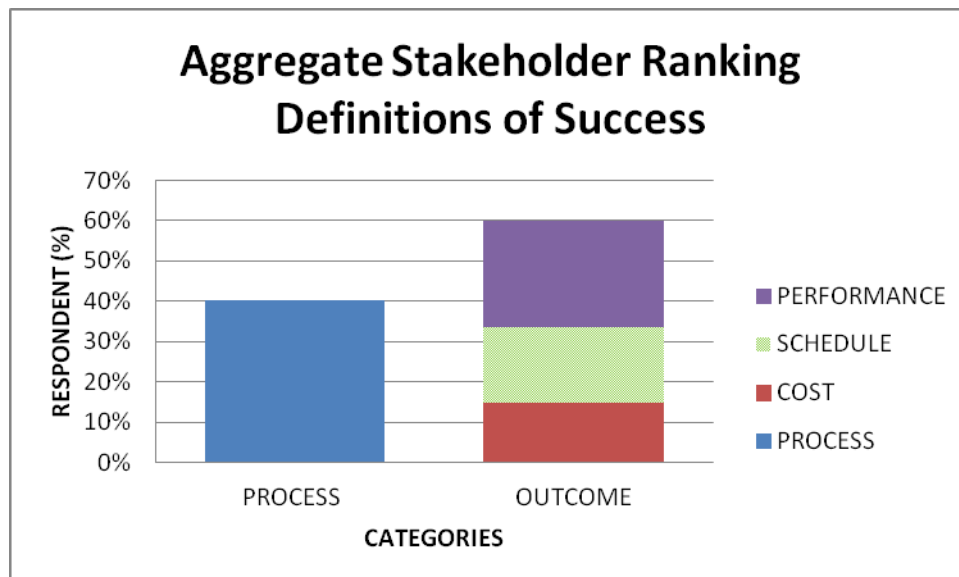 Aggregate Stakeholder Ranking
Definitions of Success
70%
60%
50%
40%
30%
20%
10%
0%
RESPONDENT (%)
PROCESS
OUTCOME
CATEGORIES
PERFORMANCE
SCHEDULE
COST
PROCESS